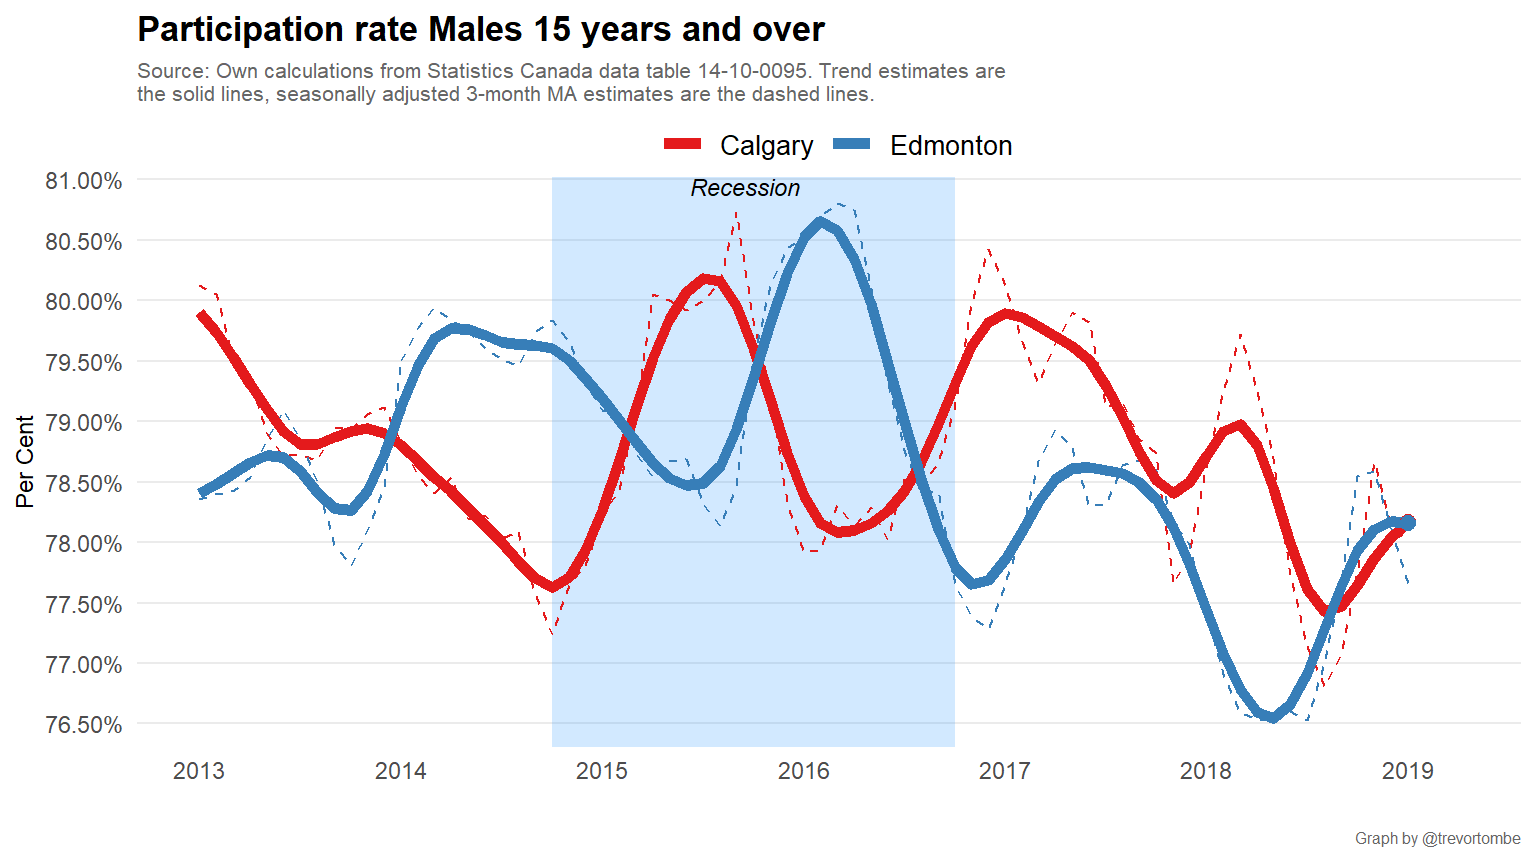 Participation rate Males 15 years and over
Source: Own calculations from Statistics Canada data table 14-10-0095. Trend estimates are
the solid lines, seasonally adjusted 3-month MA estimates are the dashed lines.
Calgary Edmonton
Recession
81.00%
80.50%
80.00%
79.50%
79.00%
78.50%
78.00%
77.50%
77.00%
76.50%
Per Cent
2013 2014 2015 2016 2017 2018 2019
Graph by @trevortombe